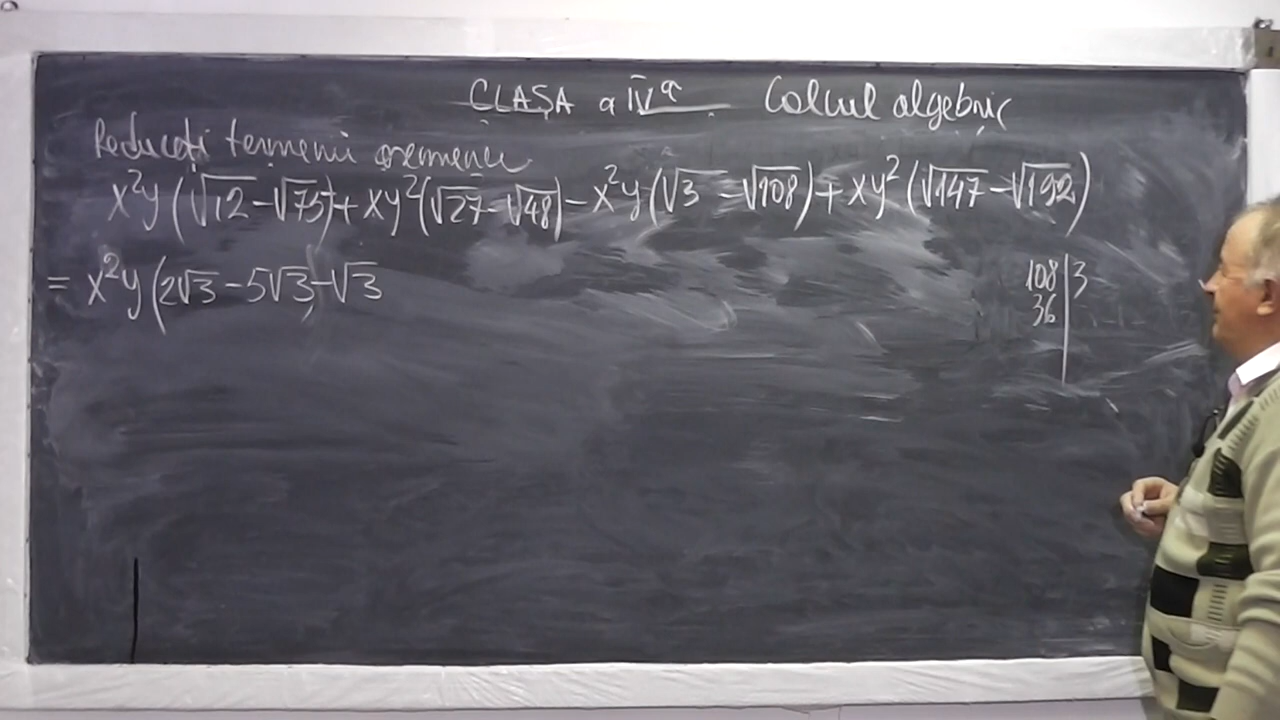 CLASA a IVᵃ Calcul algebric
Reduceți termenii asemenea
x²y(√12-√75)+xy²(√27-√48)-x²y(√3-√108)+xy²(√147-√192)
= x²y(2√3-5√3)-√3
108|3
36|